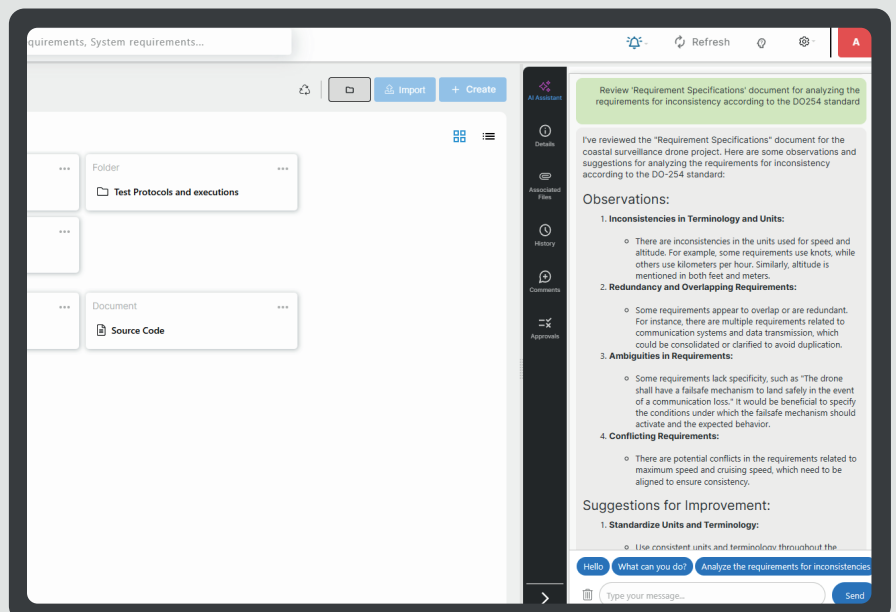 quirements, System requirements...
Refresh
A
Import
+ Create
Folder
Test Protocols and executions
Document
Source Code
AI Assistant
Details
Associated
Files
History
Comments
Approvals
Review 'Requirement Specifications' document for analyzing the
requirements for inconsistency according to the DO254 standard
I've reviewed the "Requirement Specifications" document for the
coastal surveillance drone project. Here are some observations and
suggestions for analyzing the requirements for inconsistency
according to the DO-254 standard:
Observations:
1. Inconsistencies in Terminology and Units:
There are inconsistencies in the units used for speed and
altitude. For example, some requirements use knots, while
others use kilometers per hour. Similarly, altitude is
mentioned in both feet and meters.
2. Redundancy and Overlapping Requirements:
Some requirements appear to overlap or are redundant.
For instance, there are multiple requirements related to
communication systems and data transmission, which
could be consolidated or clarified to avoid duplication.
3. Ambiguities in Requirements:
Some requirements lack specificity, such as "The drone
shall have a failsafe mechanism to land safely in the event
of a communication loss." It would be beneficial to specify
the conditions under which the failsafe mechanism should
activate and the expected behavior.
4. Conflicting Requirements:
There are potential conflicts in the requirements related to
maximum speed and cruising speed, which need to be
aligned to ensure consistency.
Suggestions for Improvement:
1. Standardize Units and Terminology:
Use consistent units and terminology throughout the
Hello
What can you do?
Analyze the requirements for inconsistencies
Type your message...
Send